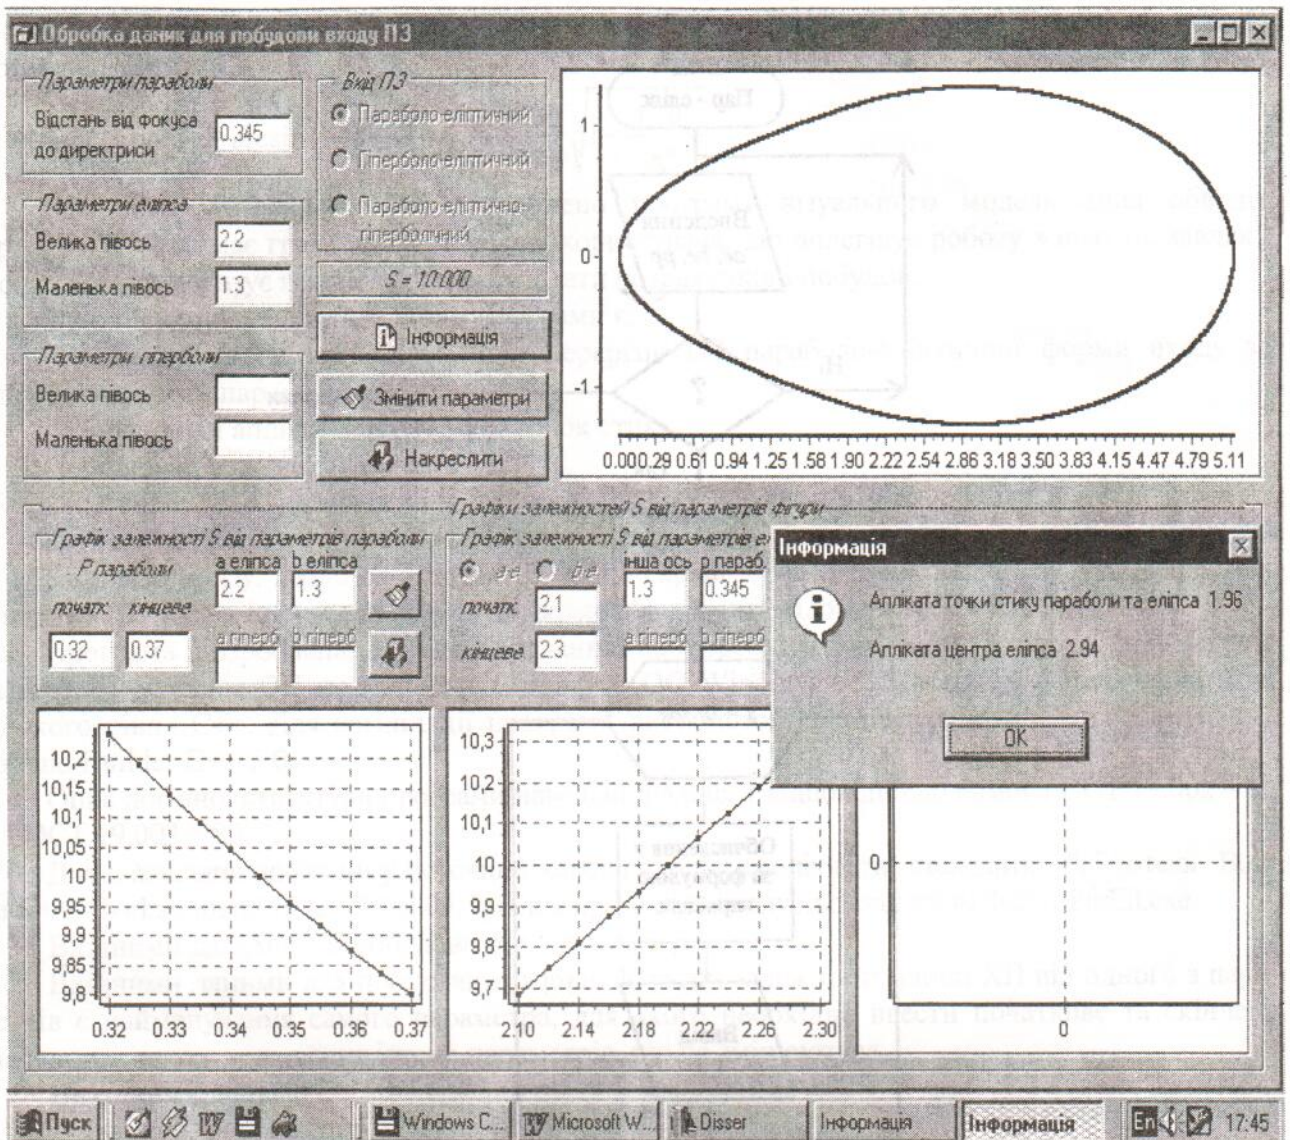 Обробка даник для побудови входу ПЗ
Параметри параболи
Відстань від фокуса
до директриси
0.345
Параметри еліпса
Велика півось
2.2
Маленька півось
1.3
Параметри гіперболи
Велика півось
Маленька півось
Вид ПЗ
Параболо-еліптичний
Гіперболо-еліптичний
Параболо-еліптично-
гіперболічний
S = 10.000
Інформація
Змінити параметри
Накреслити
1
0
-1
0.00 0.29 0.61 0.94 1.25 1.58 1.90 2.22 2.54 2.86 3.18 3.50 3.83 4.15 4.47 4.79 5.11
Графіки залежностей S від параметрів фігури
Графік залежності S від параметрів параболи
P параболи
початк.
кінцеве
0.32
0.37
a еліпса
b еліпса
2.2
1.3
a гіперб.
b гіперб.
Графік залежності S від параметрів е
a е.
b е.
початк.
2.1
кінцеве
2.3
інша ось
p параб.
1.3
0.345
a гіперб.
b гіперб.
Інформація
Апліката точки стику параболи та еліпса 1.96
Апліката центра еліпса 2.94
OK
10,2
10,15
10,1
10,05
10
9,95
9,9
9,85
9,8
0.32 0.33 0.34 0.35 0.36 0.37
10,3
10,2
10,1
10
9,9
9,8
9,7
2.10 2.14 2.18 2.22 2.26 2.30
0
0
Пуск
Windows C...
Microsoft W...
Disser
Інформація
Інформація
En
17:45